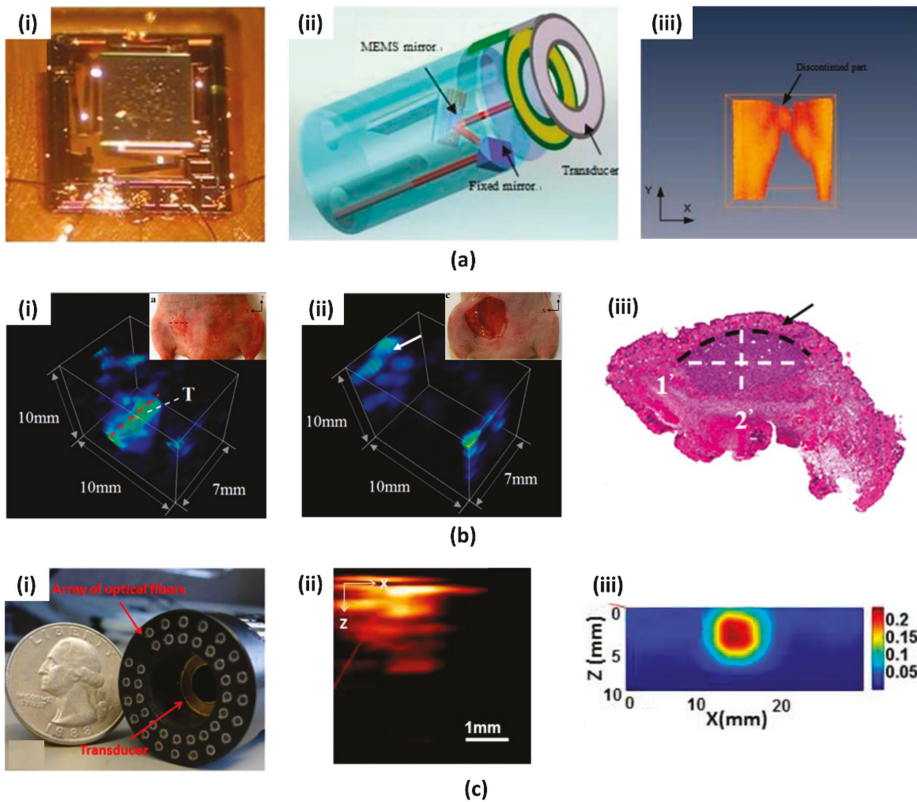 (i)
(ii)
MEMS mirror.
Fixed mirror.
Transducer
(iii)
Discontinued part
Y
X
(a)
(i)
a
T
10mm
10mm
7mm
(ii)
c
10mm
10mm
7mm
(b)
(iii)
1'
2'
(i)
Array of optical fibers
LIBERTY
1988
Transducer
(ii)
X
Z
1mm
(iii)
0
5
10
Z (mm)
0
20
X(mm)
0.2
0.15
0.1
0.05
(c)